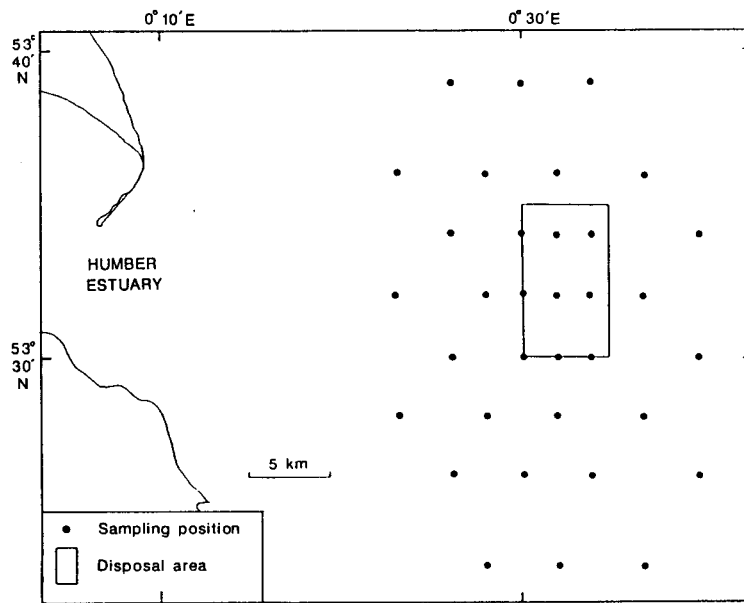 0° 10′E
0° 30′E
53°
40′
N
HUMBER
ESTUARY
53°
30′
N
5 km
Sampling position
Disposal area